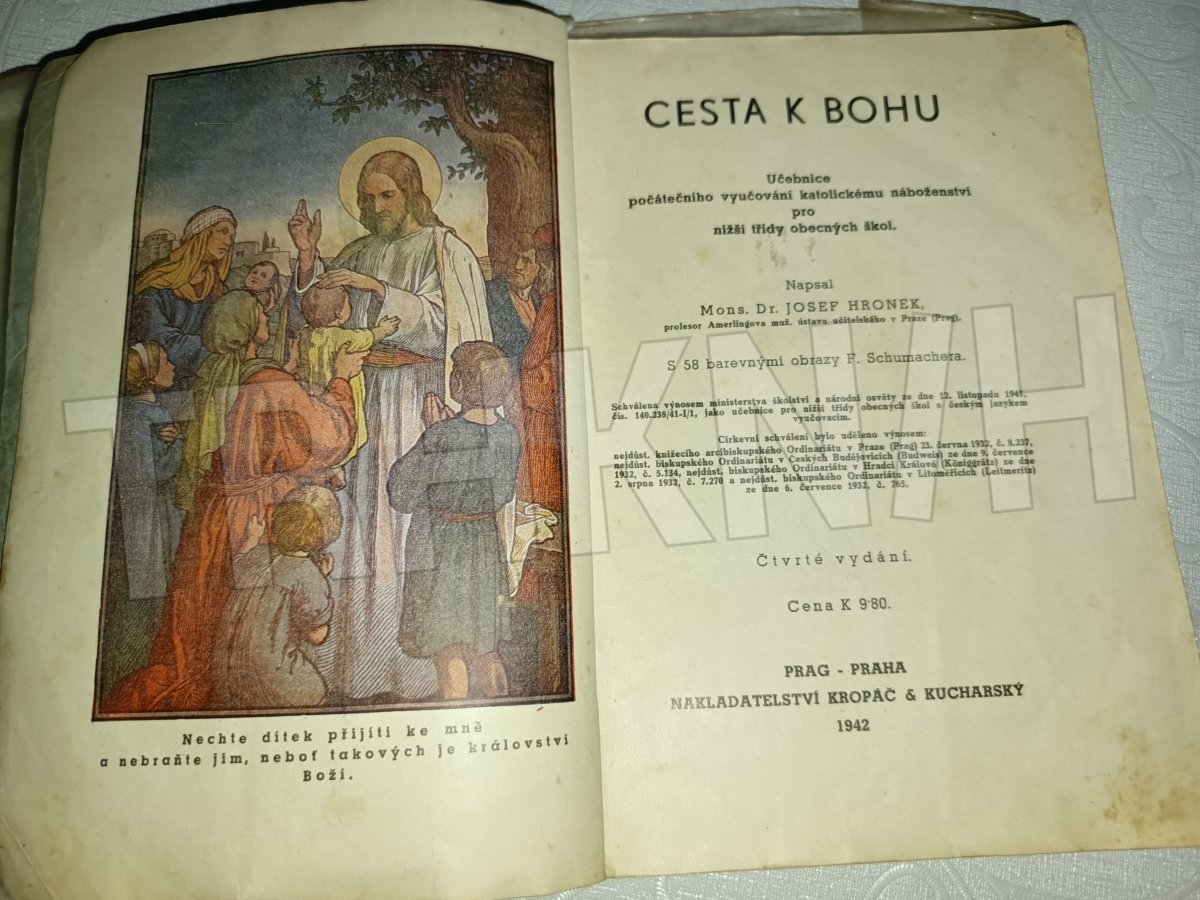 Nechte dítek přijíti ke mně
a nebraňte jim, neboť takových je království
Boží.
CESTA K BOHU
Učebnice
počátečního vyučování katolickému náboženství
pro
nižší třídy obecných škol.
Napsal
Mons. Dr. JOSEF HRONEK,
profesor Amerlingova muž. ústavu učitelského v Praze (Prag).
S 58 barevnými obrazy F. Schumachera.
Schválena výnosem ministerstva školství a národní osvěty ze dne 12. listopadu 1941,
čís. 140.238/41-I/1, jako učebnice pro nižší třídy obecných škol s českým jazykem
vyučovacím.
Církevní schválení bylo uděleno výnosem:
nejdůst. knížecího arcibiskupského Ordinariátu v Praze (Prag) 23. června 1932, č. 8.237,
nejdůst. biskupského Ordinariátu v Českých Budějovicích (Budweis) ze dne 9. července
1932, č. 5.134, nejdůst. biskupského Ordinariátu v Hradci Králové (Königgrätz) ze dne
2. srpna 1932, č. 7.270 a nejdůst. biskupského Ordinariátu v Litoměřicích (Leitmeritz)
ze dne 6. července 1932, č. 765.
Čtvrté vydání.
Cena K 9·80.
PRAG - PRAHA
NAKLADATELSTVÍ KROPÁČ & KUCHARSKÝ
1942